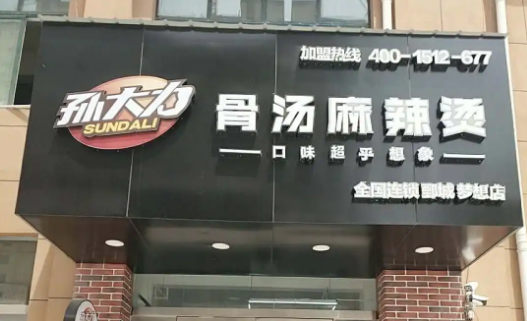 加盟热线 400-1512-677
孙大力
SUNDALI
骨汤麻辣烫
口味超乎想象
全国连锁 鄄城 梦想店